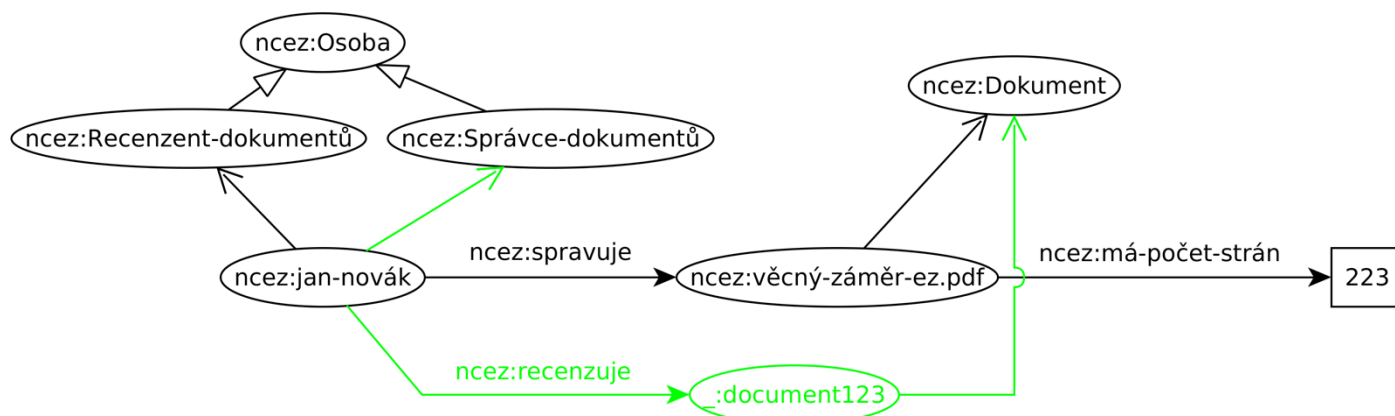 ncez:Osoba
ncez:Dokument
ncez:Recenzent-dokumentů
ncez:Správce-dokumentů
ncez:spravuje
ncez:má-počet-strán
ncez:jan-novák
ncez:věcný-záměr-ez.pdf
223
ncez:recenzuje
_:document123